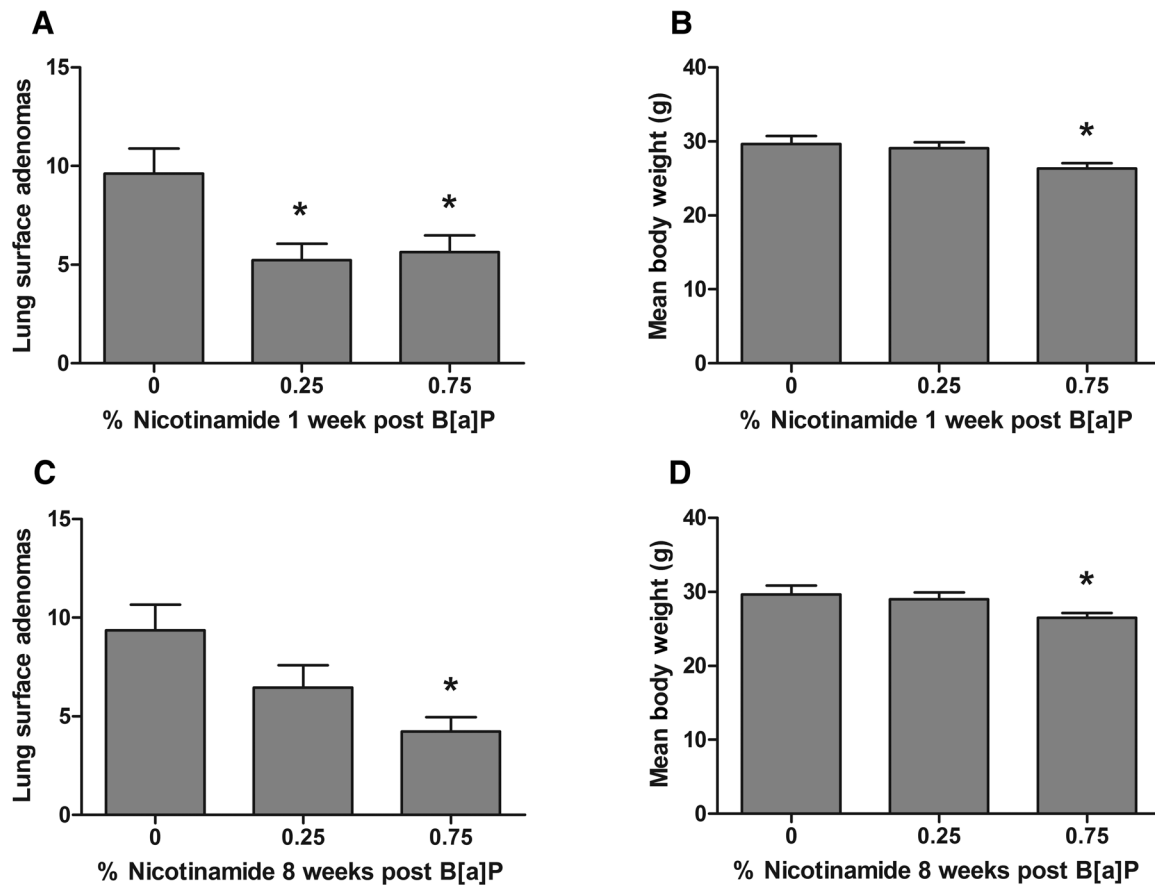 A
Lung surface adenomas
15
10
5
0
*
*
0 0.25 0.75
% Nicotinamide 1 week post B[a]P
B
Mean body weight (g)
40
30
20
10
0
*
0 0.25 0.75
% Nicotinamide 1 week post B[a]P
C
Lung surface adenomas
15
10
5
0
*
0 0.25 0.75
% Nicotinamide 8 weeks post B[a]P
D
Mean body weight (g)
40
30
20
10
0
*
0 0.25 0.75
% Nicotinamide 8 weeks post B[a]P